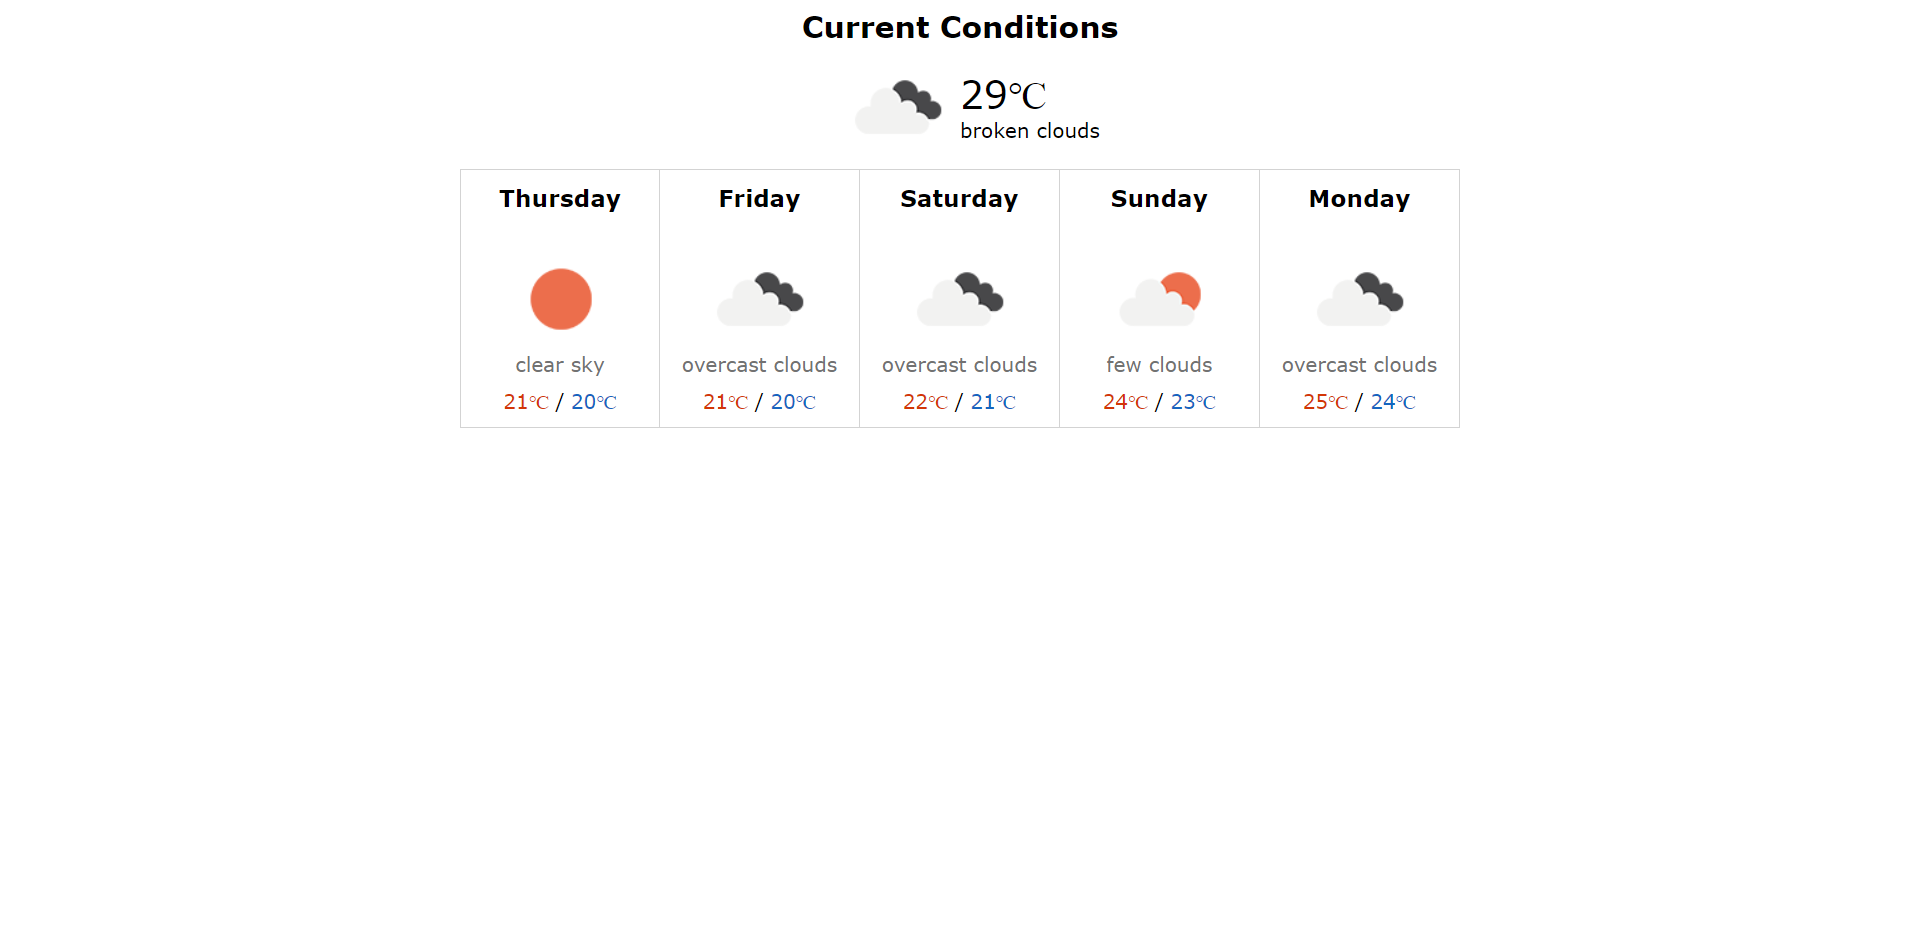 Current Conditions
29℃
broken clouds
Thursday Friday Saturday Sunday Monday
clear sky overcast clouds overcast clouds few clouds overcast clouds
21℃ / 20℃ 21℃ / 20℃ 22℃ / 21℃ 24℃ / 23℃ 25℃ / 24℃